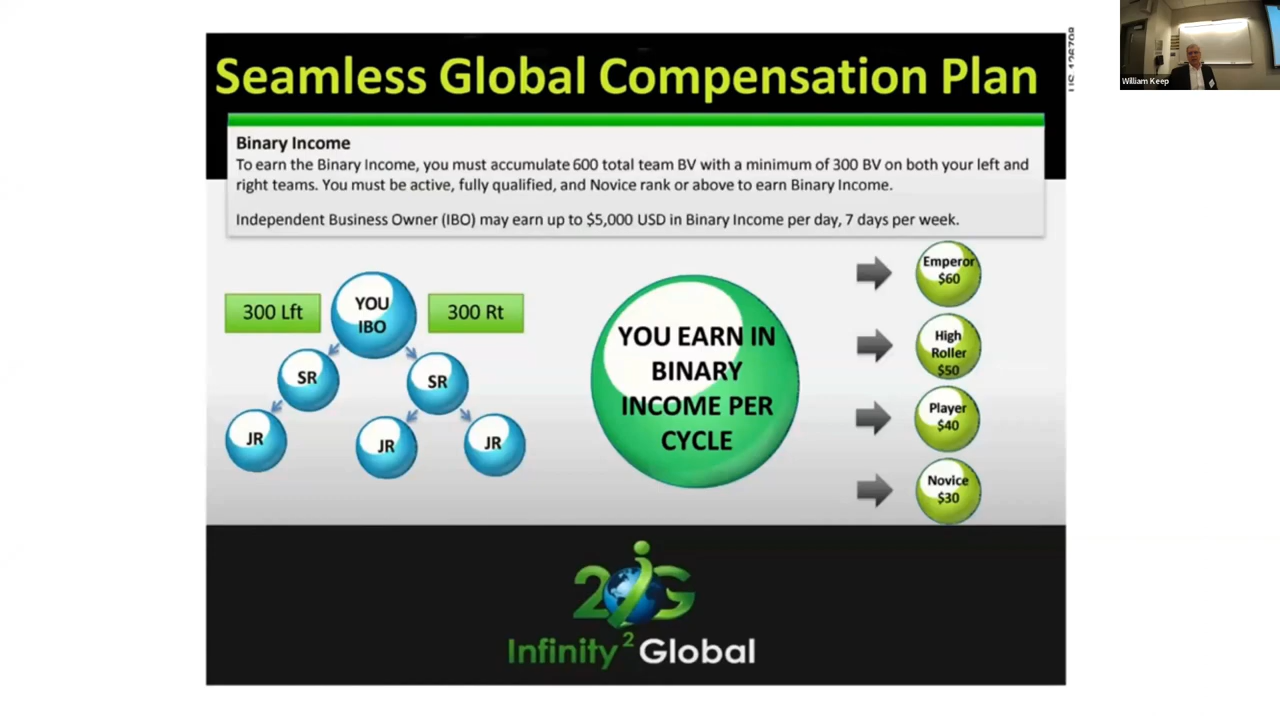 Seamless Global Compensation Plan
Binary Income
To earn the Binary Income, you must accumulate 600 total team BV with a minimum of 300 BV on both your left and
right teams. You must be active, fully qualified, and Novice rank or above to earn Binary Income.
Independent Business Owner (IBO) may earn up to $5,000 USD in Binary Income per day, 7 days per week.
300 Lft
YOU
IBO
300 Rt
SR
SR
JR
JR
JR
YOU EARN IN
BINARY
INCOME PER
CYCLE
Emperor
$60
High
Roller
$50
Player
$40
Novice
$30
2iG
Infinity2 Global
William Keep